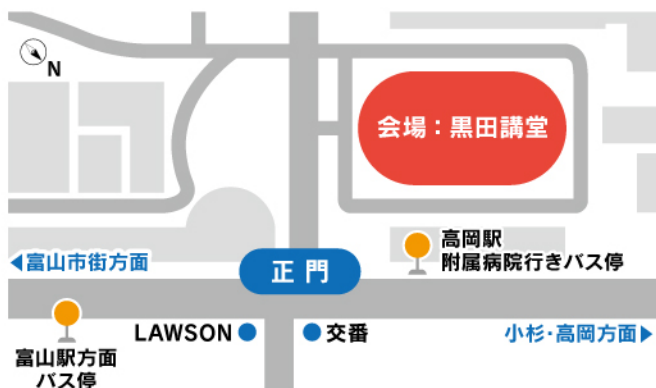 N
会場：黒田講堂
高岡駅
附属病院行きバス停
◀富山市街方面
正門
LAWSON
交番
小杉・高岡方面▶
富山駅方面
バス停